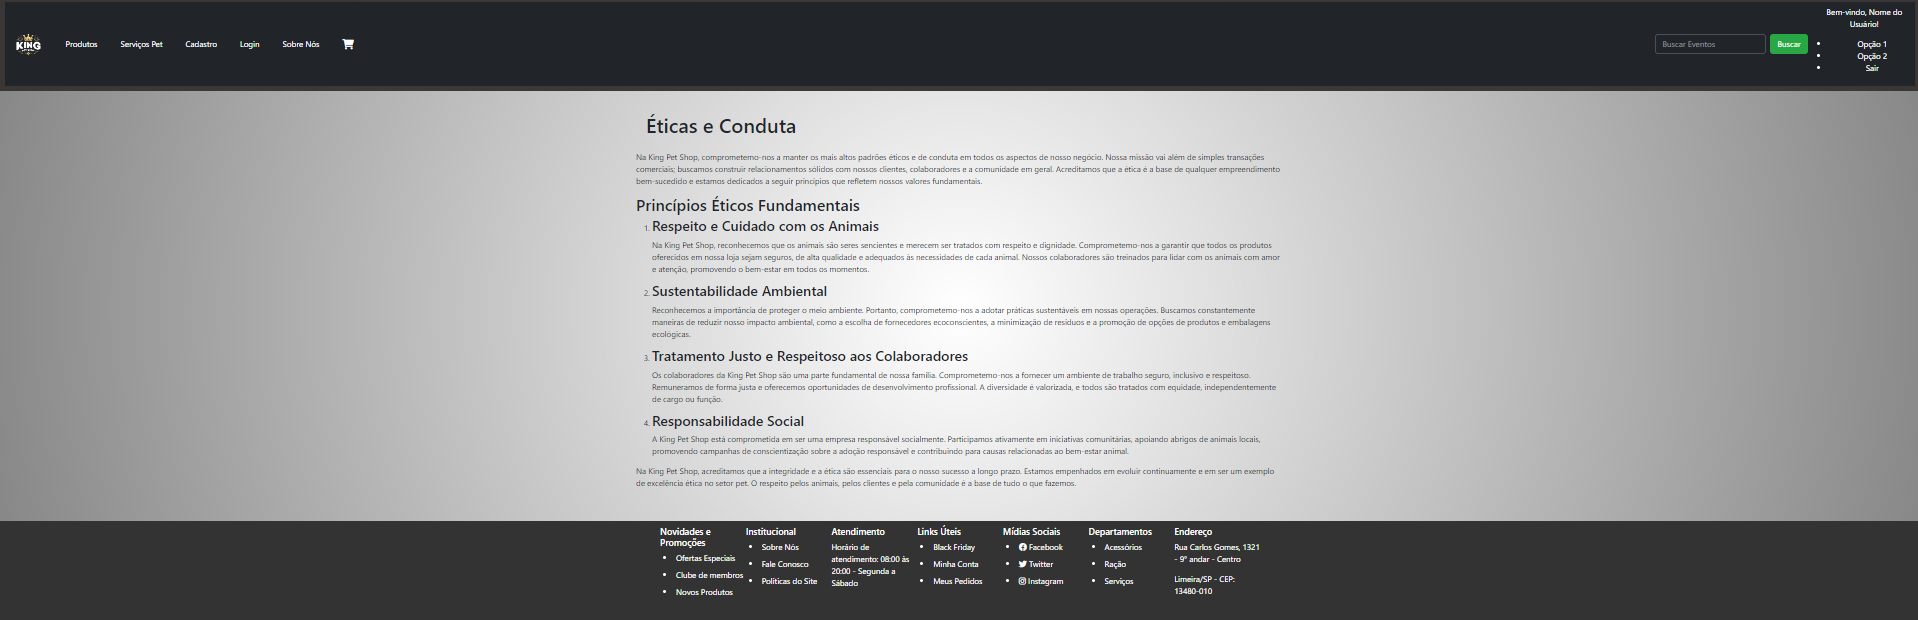 KING
Produtos
Serviços Pet
Cadastro
Login
Sobre Nós
Buscar Eventos
Buscar
Bem-vindo, Nome do
Usuário!
Opção 1
Opção 2
Sair
Éticas e Conduta
Na King Pet Shop, comprometemo-nos a manter os mais altos padrões éticos e de conduta em todos os aspectos de nosso negócio. Nossa missão vai além de simples transações
comerciais; buscamos construir relacionamentos sólidos com nossos clientes, colaboradores e a comunidade em geral. Acreditamos que a ética é a base de qualquer empreendimento
bem-sucedido e estamos dedicados a seguir princípios que refletem nossos valores fundamentais.
Princípios Éticos Fundamentais
1. Respeito e Cuidado com os Animais
Na King Pet Shop, reconhecemos que os animais são seres sencientes e merecem ser tratados com respeito e dignidade. Comprometemo-nos a garantir que todos os produtos
oferecidos em nossa loja sejam seguros, de alta qualidade e adequados às necessidades de cada animal. Nossos colaboradores são treinados para lidar com os animais com amor
e atenção, promovendo o bem-estar em todos os momentos.
2. Sustentabilidade Ambiental
Reconhecemos a importância de proteger o meio ambiente. Portanto, comprometemo-nos a adotar práticas sustentáveis em nossas operações. Buscamos constantemente
maneiras de reduzir nosso impacto ambiental, como a escolha de fornecedores ecoconscientes, a minimização de resíduos e a promoção de opções de produtos e embalagens
ecológicas.
3. Tratamento Justo e Respeitoso aos Colaboradores
Os colaboradores da King Pet Shop são uma parte fundamental de nossa família. Comprometemo-nos a fornecer um ambiente de trabalho seguro, inclusivo e respeitoso.
Remuneramos de forma justa e oferecemos oportunidades de desenvolvimento profissional. A diversidade é valorizada, e todos são tratados com equidade, independentemente
de cargo ou função.
4. Responsabilidade Social
A King Pet Shop está comprometida em ser uma empresa responsável socialmente. Participamos ativamente em iniciativas comunitárias, apoiando abrigos de animais locais,
promovendo campanhas de conscientização sobre a adoção responsável e contribuindo para causas relacionadas ao bem-estar animal.
Na King Pet Shop, acreditamos que a integridade e a ética são essenciais para o nosso sucesso a longo prazo. Estamos empenhados em evoluir continuamente e em ser um exemplo
de excelência ética no setor pet. O respeito pelos animais, pelos clientes e pela comunidade é a base de tudo o que fazemos.
Novidades e
Promoções
Ofertas Especiais
Clube de membros
Novos Produtos
Institucional
Sobre Nós
Fale Conosco
Políticas do Site
Atendimento
Horário de
atendimento: 08:00 às
20:00 - Segunda a
Sábado
Links Úteis
Black Friday
Minha Conta
Meus Pedidos
Mídias Sociais
Facebook
Twitter
Instagram
Departamentos
Acessórios
Ração
Serviços
Endereço
Rua Carlos Gomes, 1321
- 9º andar - Centro
Limeira/SP - CEP:
13480-010